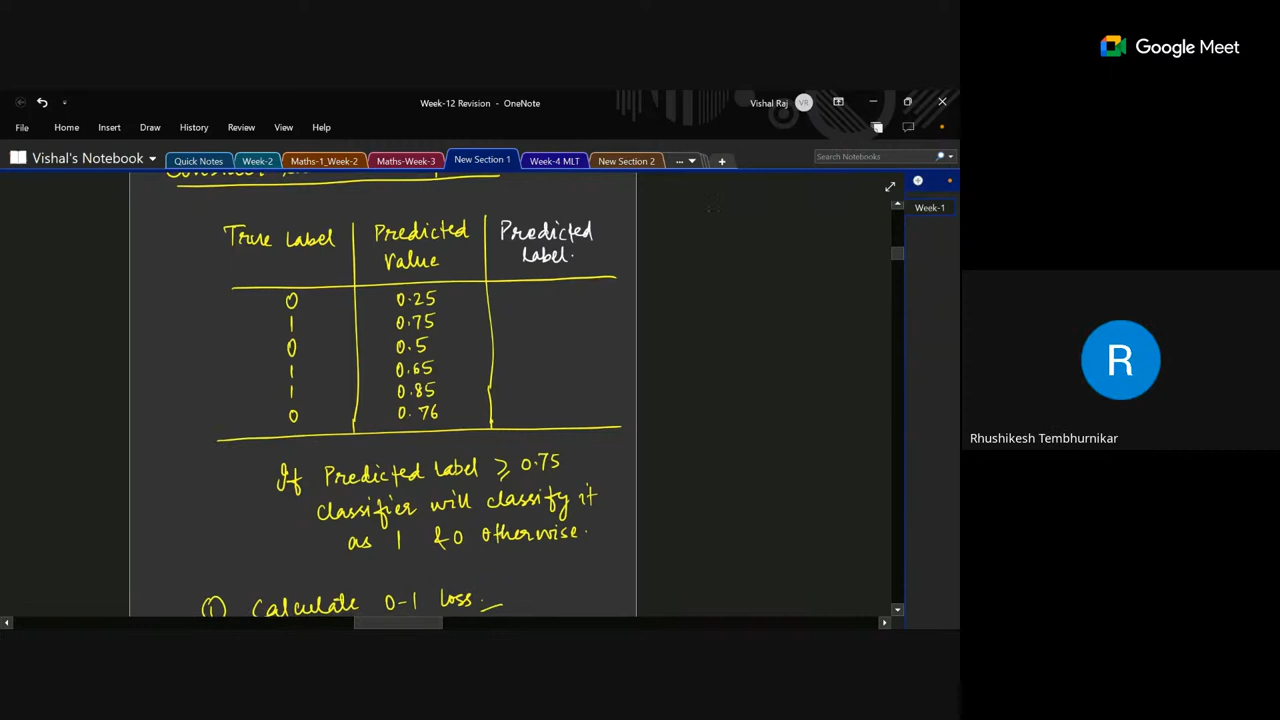 Google Meet
Week-12 Revision - OneNote
Vishal Raj
VR
File Home Insert Draw History Review View Help
Vishal's Notebook
Quick Notes Week-2 Maths-1_Week-2 Maths-Week-3 New Section 1 Week-4 MLT New Section 2 ...
Search Notebooks
Week-1
True Label Predicted Value Predicted Label.
0 0.25
1 0.75
0 0.5
1 0.65
1 0.85
0 0.76
If Predicted Label ≥ 0.75
classifier will classify it
as 1 & 0 otherwise.
① Calculate 0-1 loss.
R
Rhushikesh Tembhurnikar